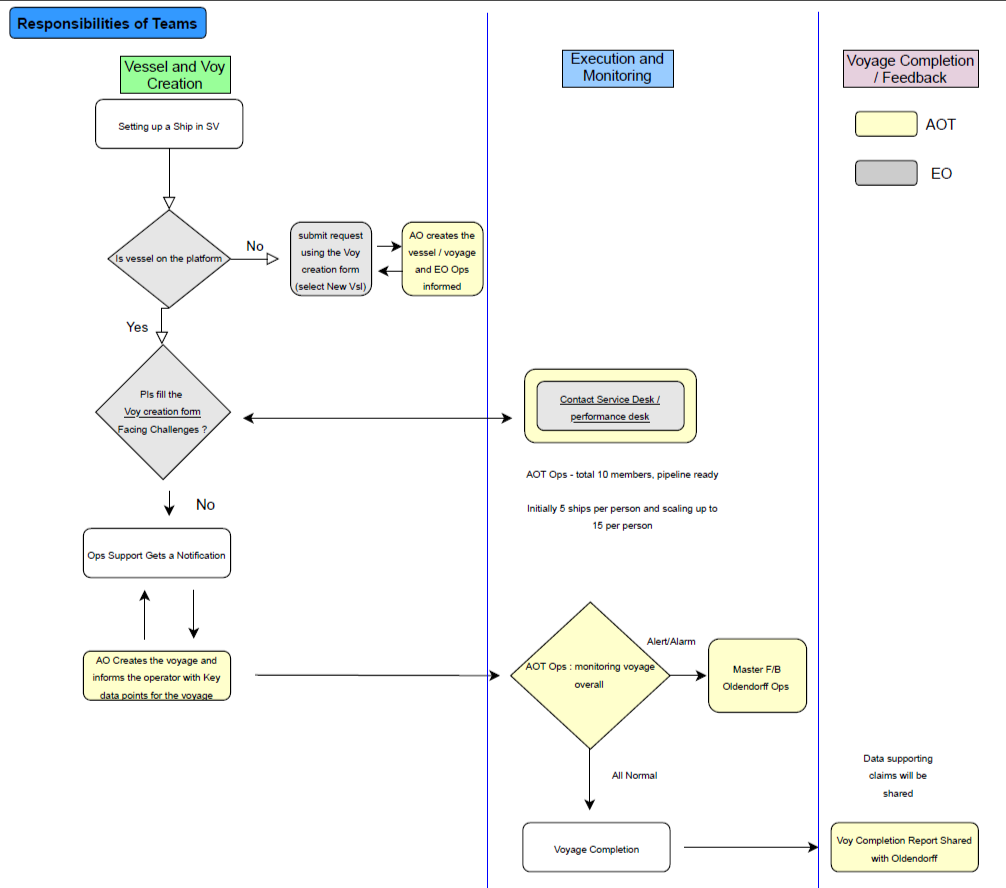 Responsibilities of Teams
Vessel and Voy
Creation
Execution and
Monitoring
Voyage Completion
/ Feedback
Setting up a Ship in SV
AOT
EO
Is vessel on the platform
No
submit request
using the Voy
creation form
(select New Vsl)
AO creates the
vessel / voyage
and EO Ops
informed
Yes
Pls fill the
Voy creation form
Facing Challenges ?
Contact Service Desk /
performance desk
AOT Ops - total 10 members, pipeline ready
Initially 5 ships per person and scaling up to
15 per person
No
Ops Support Gets a Notification
AO Creates the voyage and
informs the operator with Key
data points for the voyage
AOT Ops : monitoring voyage
overall
Alert/Alarm
Master F/B
Oldendorff Ops
All Normal
Data supporting
claims will be
shared
Voyage Completion
Voy Completion Report Shared
with Oldendorff